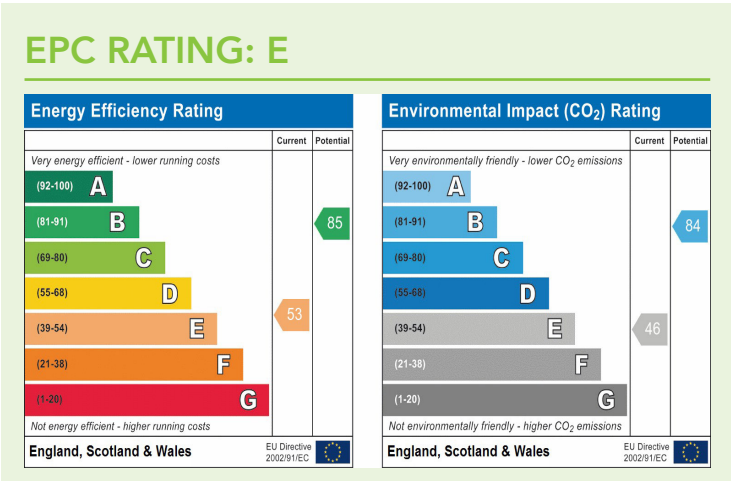 EPC RATING: E
Energy Efficiency Rating
Current Potential
Very energy efficient - lower running costs
(92-100) A
(81-91) B
85
(69-80) C
(55-68) D
(39-54) E
53
(21-38) F
(1-20) G
Not energy efficient - higher running costs
England, Scotland & Wales
EU Directive
2002/91/EC
Environmental Impact (CO2) Rating
Current Potential
Very environmentally friendly - lower CO2 emissions
(92-100) A
(81-91) B
84
(69-80) C
(55-68) D
(39-54) E
46
(21-38) F
(1-20) G
Not environmentally friendly - higher CO2 emissions
England, Scotland & Wales
EU Directive
2002/91/EC